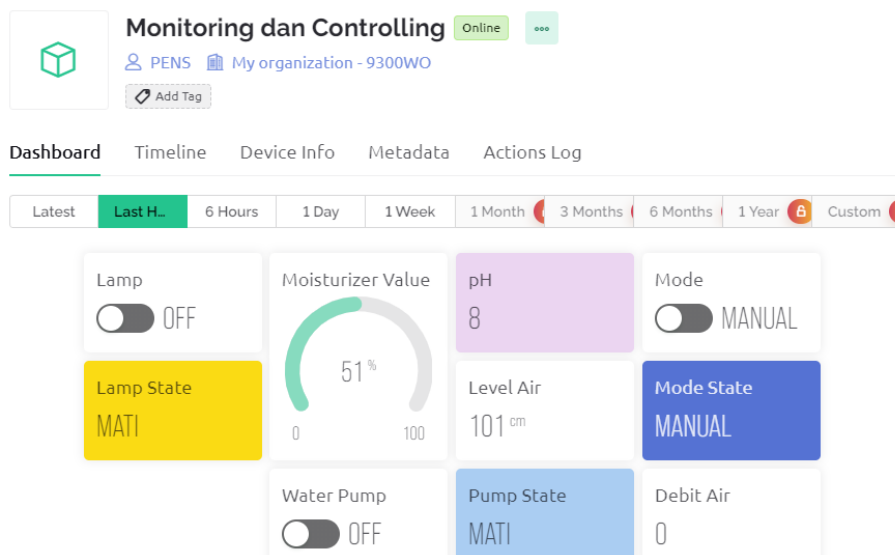 Monitoring dan Controlling Online
PENS My organization - 9300WO
Add Tag
Dashboard Timeline Device Info Metadata Actions Log
Latest Last H... 6 Hours 1 Day 1 Week 1 Month 3 Months 6 Months 1 Year Custom
Lamp
OFF
Moisturizer Value
51 %
0 100
pH
8
Mode
MANUAL
Lamp State
MATI
Level Air
101 cm
Mode State
MANUAL
Water Pump
OFF
Pump State
MATI
Debit Air
0